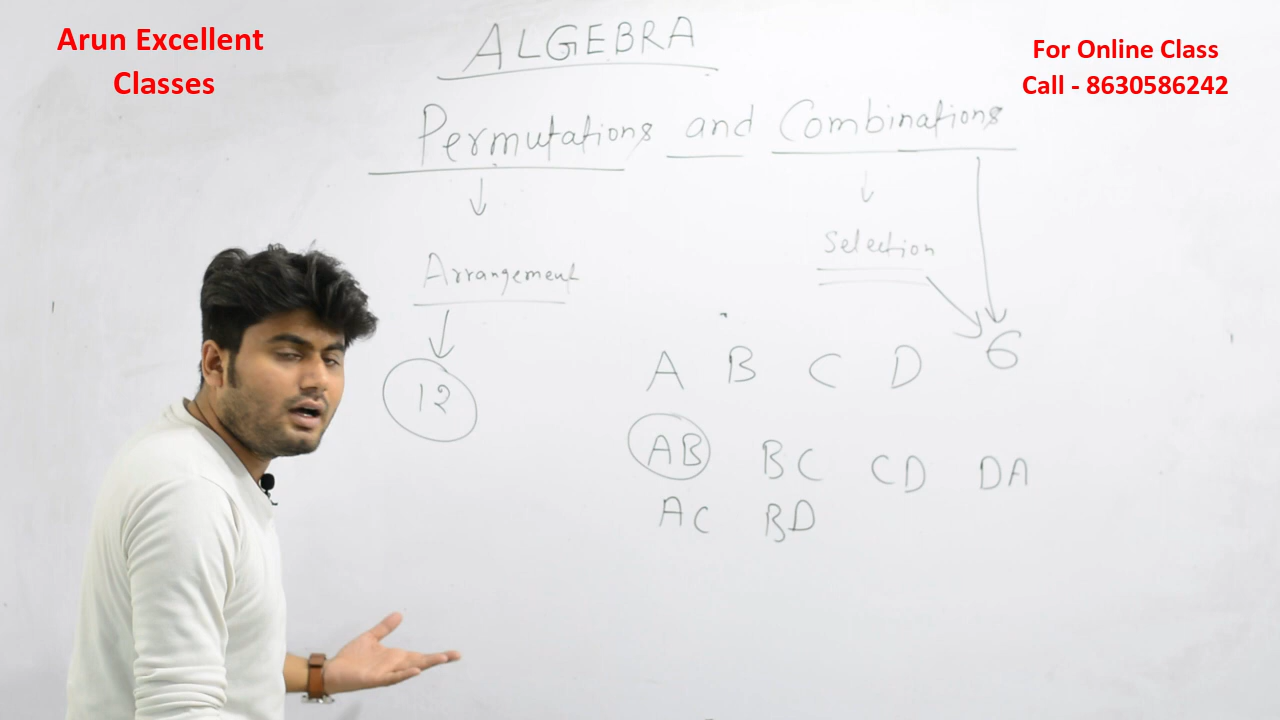 Arun Excellent
Classes
For Online Class
Call - 8630586242
ALGEBRA
Permutations and Combinations
Arrangement
Selection
12
A B C D 6
AB BC CD DA
AC BD